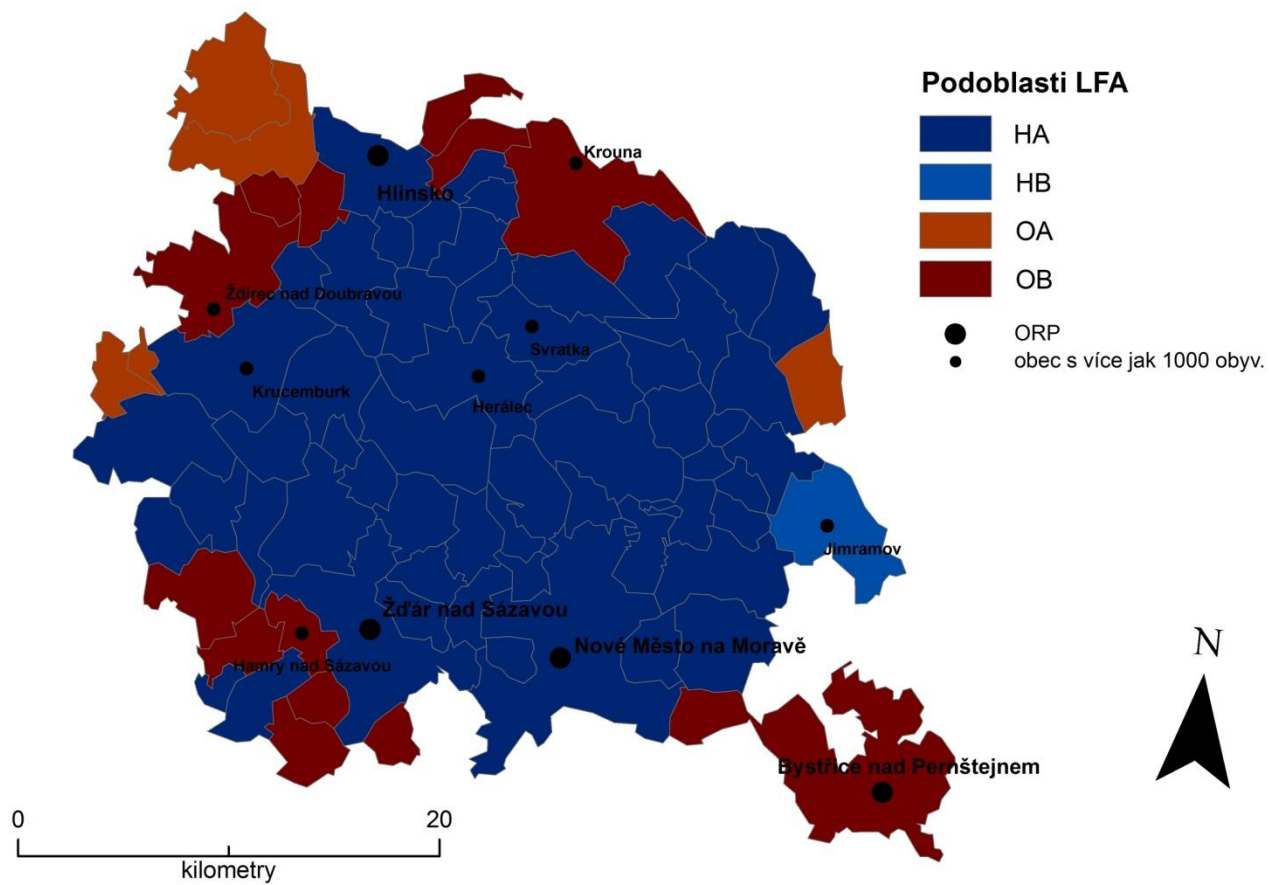 Podoblasti LFA
HA
HB
OA
OB
ORP
obec s více jak 1000 obyv.
Krouna
Hlinsko
Ždírec nad Doubravou
Svratka
Krucemburk
Herálec
Jimramov
Žďár nad Sázavou
Nové Město na Moravě
Hamry nad Sázavou
N
Bystřice nad Pernštejnem
0 20
kilometry